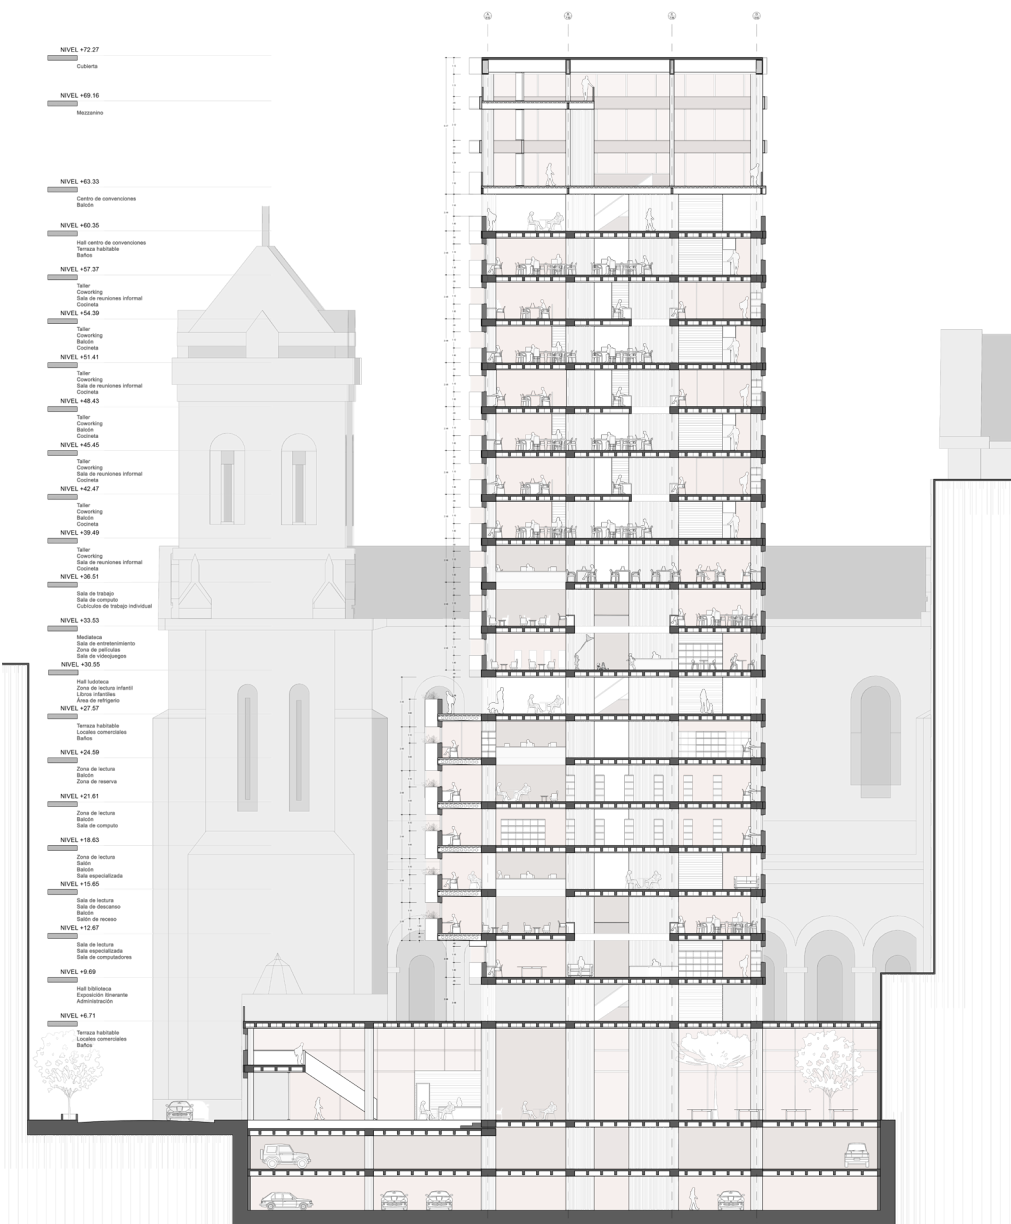 NIVEL +72.27
Cubierta
NIVEL +69.16
Mezzanino
NIVEL +63.33
Centro de convenciones
Balcón
NIVEL +60.35
Hall centro de convenciones
Terraza habitable
Baños
NIVEL +57.37
Taller
Coworking
Sala de reuniones informal
Cocineta
NIVEL +54.39
Taller
Coworking
Balcón
Cocineta
NIVEL +51.41
Taller
Coworking
Sala de reuniones informal
Cocineta
NIVEL +48.43
Taller
Coworking
Balcón
Cocineta
NIVEL +45.45
Taller
Coworking
Sala de reuniones informal
Cocineta
NIVEL +42.47
Taller
Coworking
Balcón
Cocineta
NIVEL +39.49
Taller
Coworking
Sala de reuniones informal
Cocineta
NIVEL +36.51
Sala de trabajo
Sala de computo
Cubículos de trabajo individual
NIVEL +33.53
Mediateca
Sala de entretenimiento
Zona de películas
Sala de videojuegos
NIVEL +30.55
Hall ludoteca
Zona de lectura infantil
Libros infantiles
Área de refrigerio
NIVEL +27.57
Terraza habitable
Locales comerciales
Baños
NIVEL +24.59
Zona de lectura
Balcón
Zona de reserva
NIVEL +21.61
Zona de lectura
Balcón
Sala de computo
NIVEL +18.63
Zona de lectura
Salón
Balcón
Sala especializada
NIVEL +15.65
Sala de lectura
Sala de descanso
Balcón
Salón de receso
NIVEL +12.67
Sala de lectura
Sala especializada
Sala de computadores
NIVEL +9.69
Hall biblioteca
Exposición itinerante
Administración
NIVEL +6.71
Terraza habitable
Locales comerciales
Baños